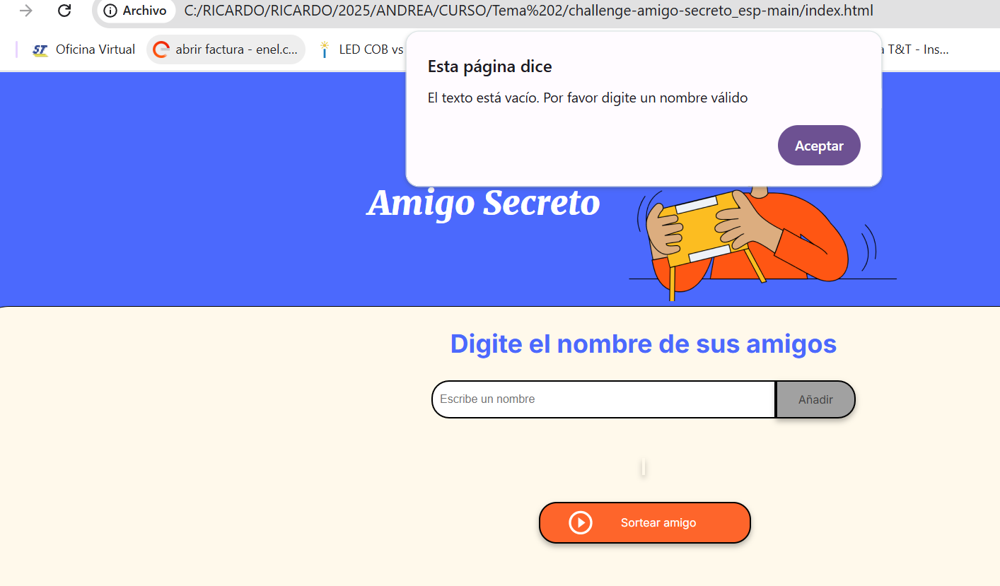 Archivo C:/RICARDO/RICARDO/2025/ANDREA/CURSO/Tema%202/challenge-amigo-secreto_esp-main/index.html
ST Oficina Virtual abrir factura - enel.c... LED COB vs a T&T - Ins...
Esta página dice
El texto está vacío. Por favor digite un nombre válido
Aceptar
Amigo Secreto
Digite el nombre de sus amigos
Escribe un nombre Añadir
Sortear amigo